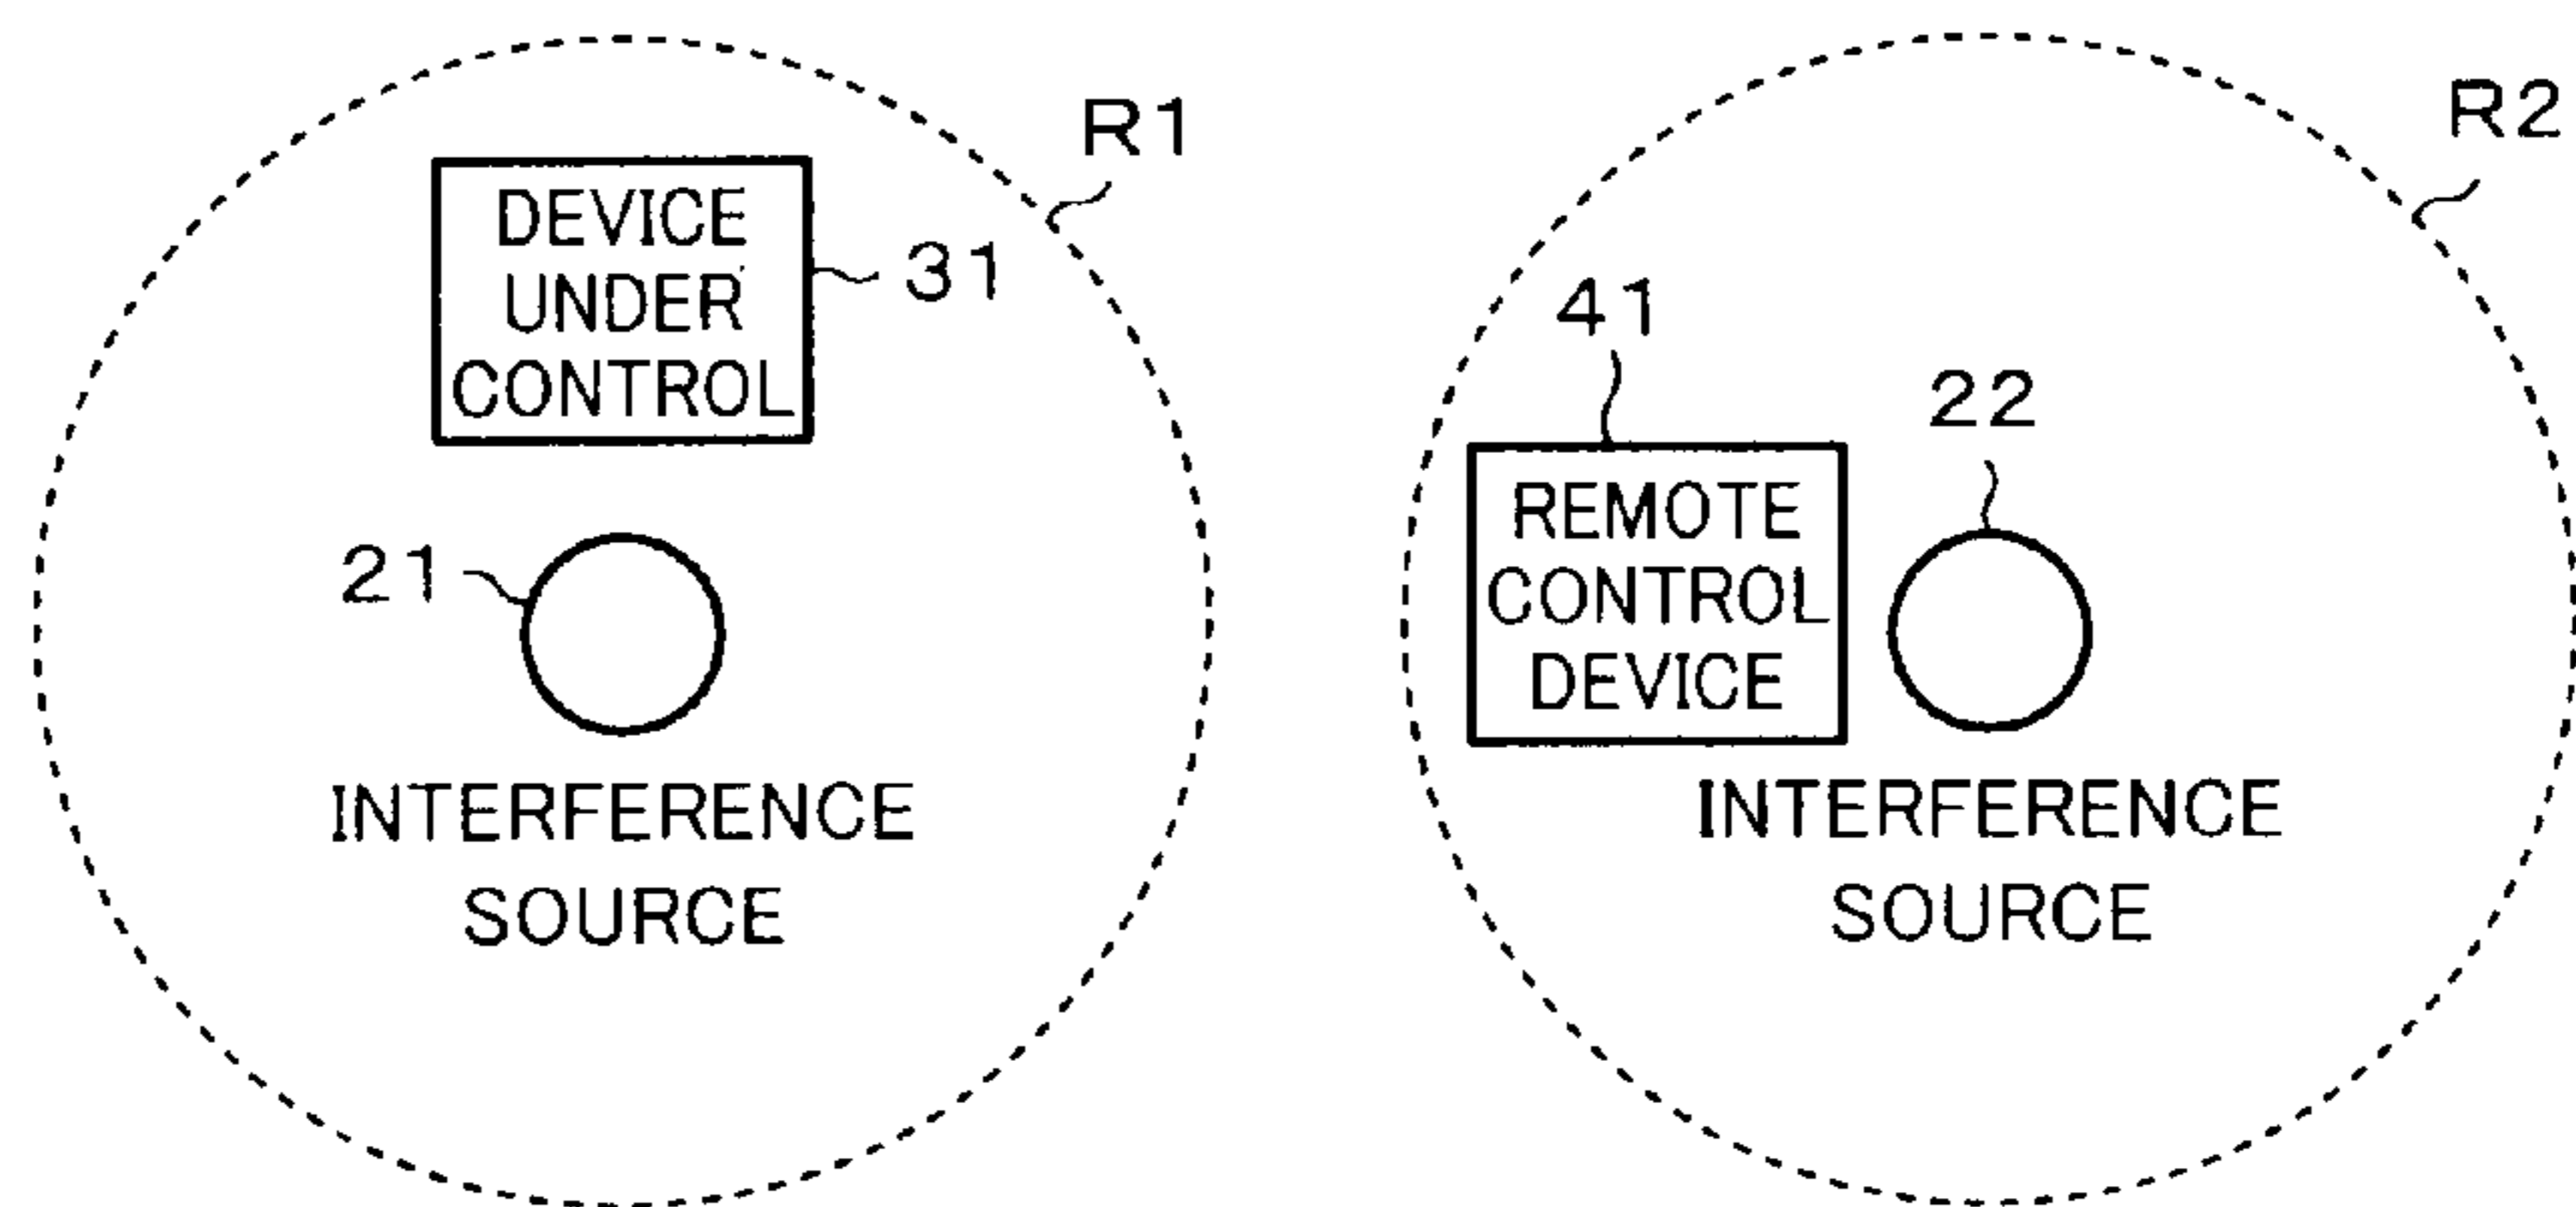 R1
DEVICE
UNDER
CONTROL
31
21
INTERFERENCE
SOURCE
R2
41
22
REMOTE
CONTROL
DEVICE
INTERFERENCE
SOURCE